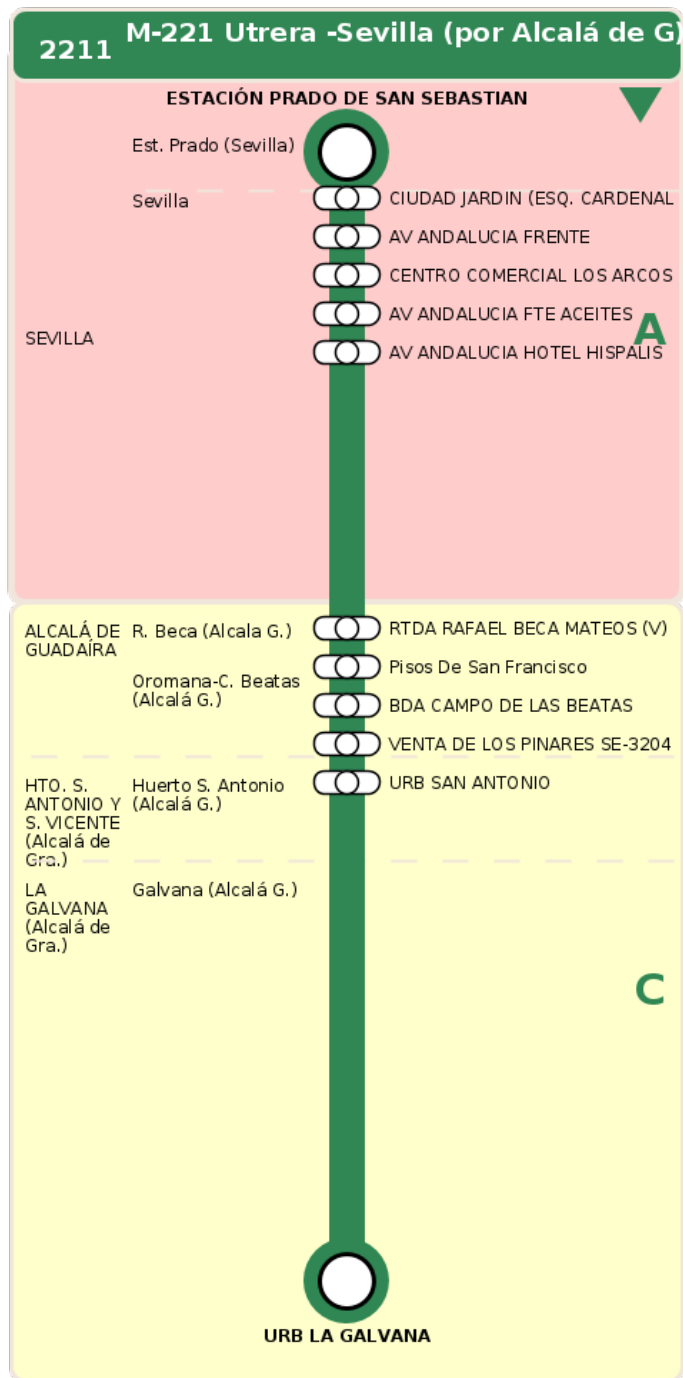 2211
M-221 Utrera -Sevilla (por Alcalá de G)
ESTACIÓN PRADO DE SAN SEBASTIAN
Est. Prado (Sevilla)
Sevilla
CIUDAD JARDIN (ESQ. CARDENAL
AV ANDALUCIA FRENTE
CENTRO COMERCIAL LOS ARCOS
AV ANDALUCIA FTE ACEITES
A
SEVILLA
AV ANDALUCIA HOTEL HISPALIS
ALCALÁ DE
GUADAÍRA
R. Beca (Alcala G.)
RTDA RAFAEL BECA MATEOS (V)
Oromana-C. Beatas
(Alcalá G.)
Pisos De San Francisco
BDA CAMPO DE LAS BEATAS
VENTA DE LOS PINARES SE-3204
HTO. S.
ANTONIO Y
S. VICENTE
(Alcalá de
Gra.)
Huerto S. Antonio
(Alcalá G.)
URB SAN ANTONIO
LA
GALVANA
(Alcalá de
Gra.)
Galvana (Alcalá G.)
C
URB LA GALVANA